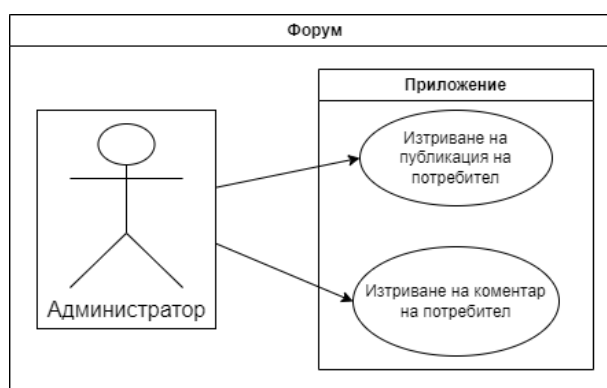 Форум
Приложение
Изтриване на
публикация на
потребител
Изтриване на коментар
на потребител
Администратор